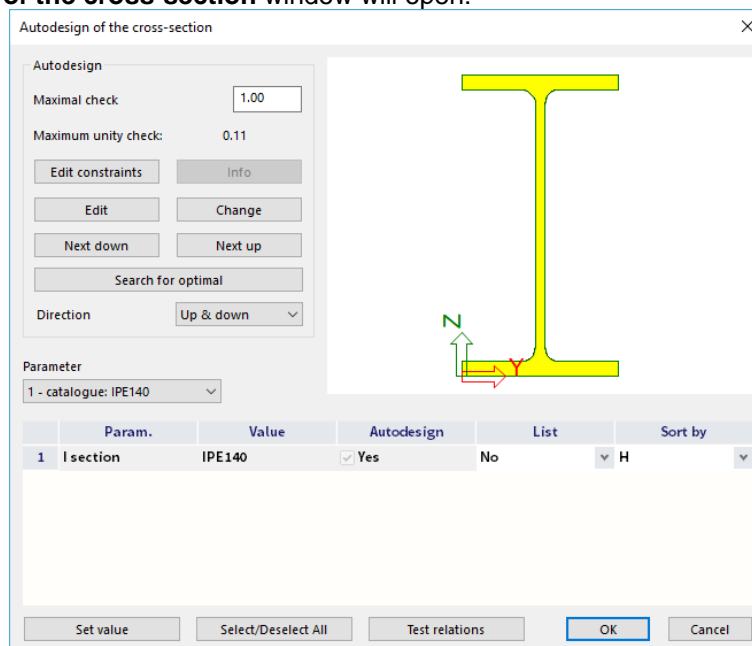 of the cross-section window will open.
Autodesign of the cross-section
Autodesign
Maximal check 1.00
Maximum unity check: 0.11
Edit constraints Info
Edit Change
Next down Next up
Search for optimal
Direction Up & down
N
Y
Parameter
1 - catalogue: IPE140
Param. Value Autodesign List Sort by
1 I section IPE140 Yes No H
Set value Select/Deselect All Test relations OK Cancel